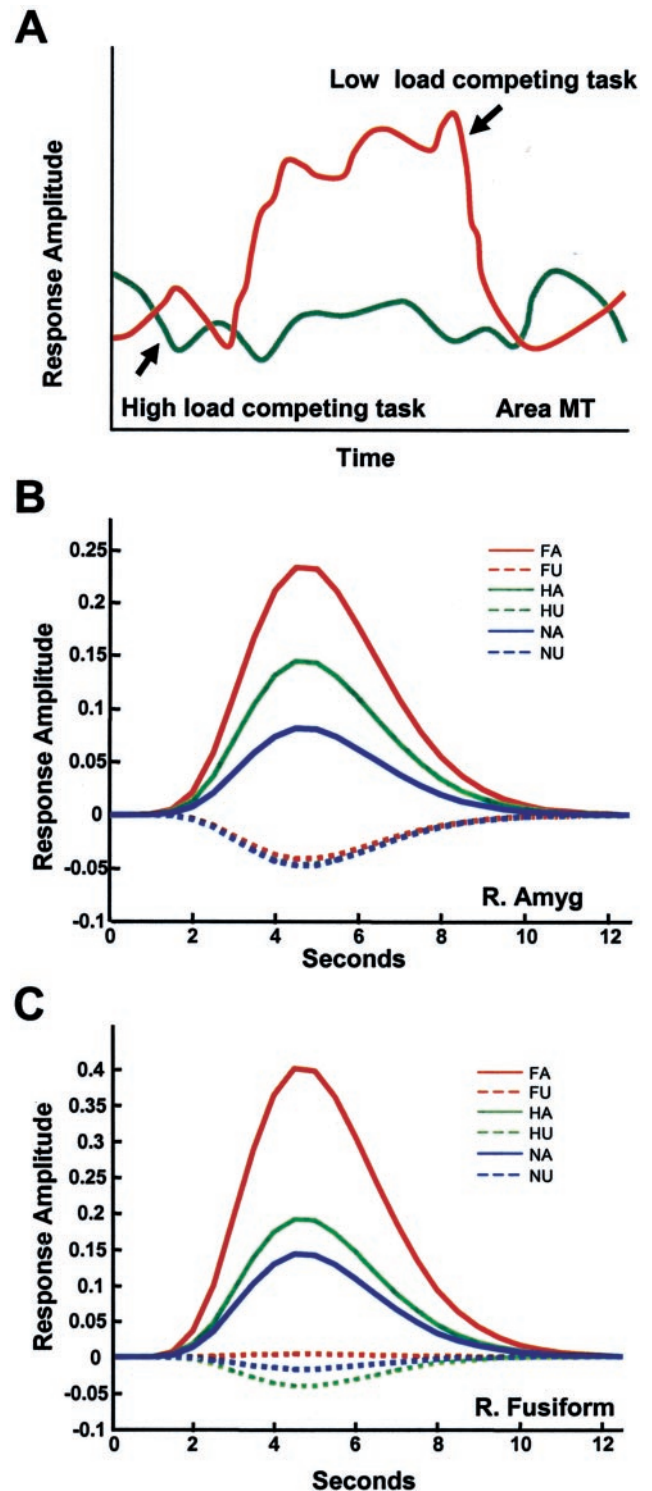 A
Low load competing task
Response Amplitude
High load competing task
Area MT
Time
B
0.25
0.2
0.15
0.1
0.05
0
-0.05
-0.1
Response Amplitude
FA
FU
HA
HU
NA
NU
R. Amyg
0 2 4 6 8 10 12
Seconds
C
0.4
0.35
0.3
0.25
0.2
0.15
0.1
0.05
0
-0.05
-0.1
Response Amplitude
FA
FU
HA
HU
NA
NU
R. Fusiform
0 2 4 6 8 10 12
Seconds